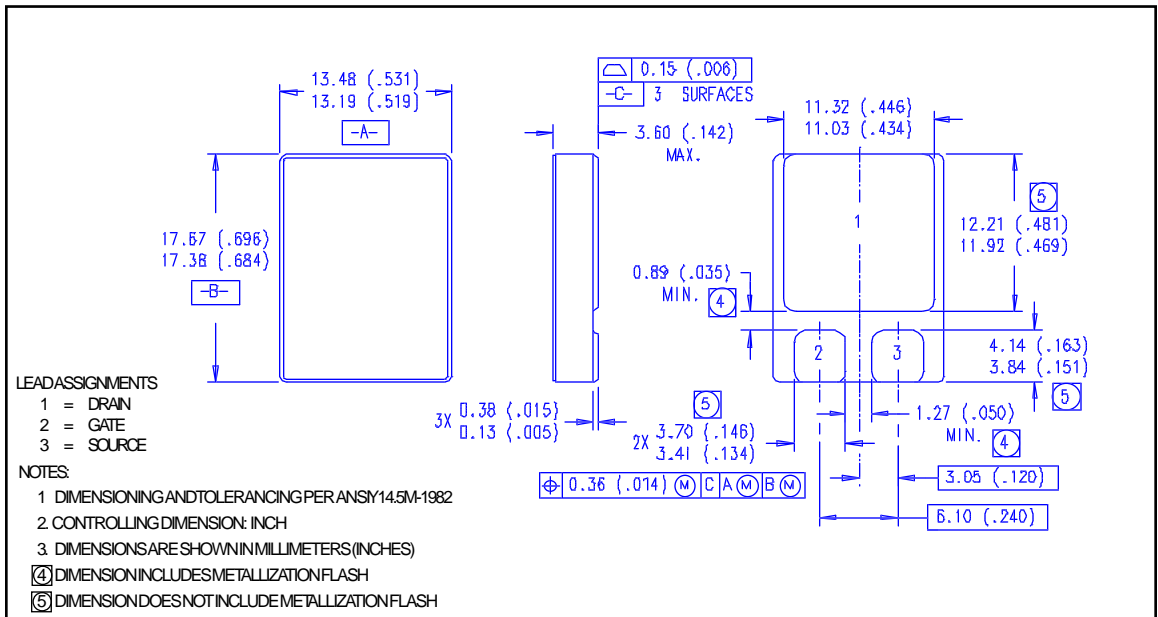 13.48 (.531)
13.19 (.519)
-A-
17.67 (.696)
17.38 (.684)
-B-
0.15 (.006)
-C- 3 SURFACES
3.60 (.142)
MAX.
3X 0.38 (.015)
0.13 (.005)
11.32 (.446)
11.03 (.434)
1
5
12.21 (.481)
11.92 (.469)
0.89 (.035)
MIN. 4
2
3
4.14 (.163)
3.84 (.151)
5
5
2X 3.70 (.146)
3.41 (.134)
1.27 (.050)
MIN. 4
0.36 (.014) M C A M B M
3.05 (.120)
6.10 (.240)
LEAD ASSIGNMENTS
1 = DRAIN
2 = GATE
3 = SOURCE
NOTES:
1 DIMENSIONING AND TOLERANCING PER ANSI Y14.5M-1982
2. CONTROLLING DIMENSION: INCH
3. DIMENSIONS ARE SHOWN IN MILLIMETERS (INCHES)
4 DIMENSION INCLUDES METALLIZATION FLASH
5 DIMENSION DOES NOT INCLUDE METALLIZATION FLASH